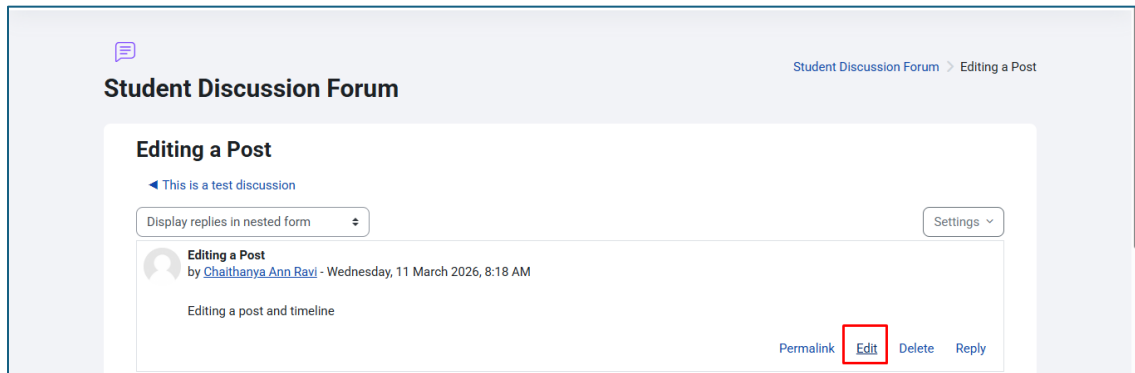 Student Discussion Forum
Student Discussion Forum > Editing a Post
Editing a Post
◄ This is a test discussion
Display replies in nested form
Settings
Editing a Post
by Chaithanya Ann Ravi - Wednesday, 11 March 2026, 8:18 AM
Editing a post and timeline
Permalink Edit Delete Reply